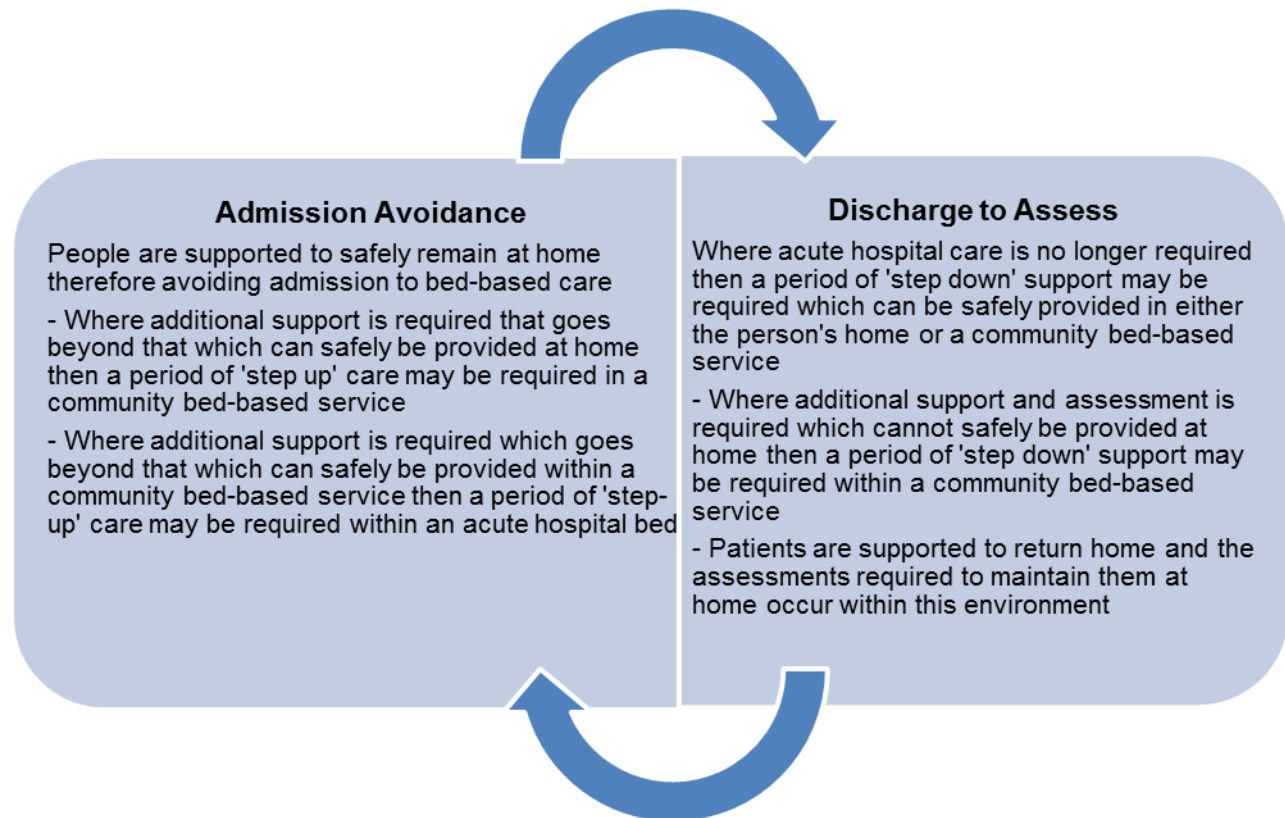 Admission Avoidance
People are supported to safely remain at home
therefore avoiding admission to bed-based care
- Where additional support is required that goes
beyond that which can safely be provided at home
then a period of 'step up' care may be required in a
community bed-based service
- Where additional support is required which goes
beyond that which can safely be provided within a
community bed-based service then a period of 'step-
up' care may be required within an acute hospital bed
Discharge to Assess
Where acute hospital care is no longer required
then a period of 'step down' support may be
required which can be safely provided in either
the person's home or a community bed-based
service
- Where additional support and assessment is
required which cannot safely be provided at
home then a period of 'step down' support may
be required within a community bed-based
service
- Patients are supported to return home and the
assessments required to maintain them at
home occur within this environment